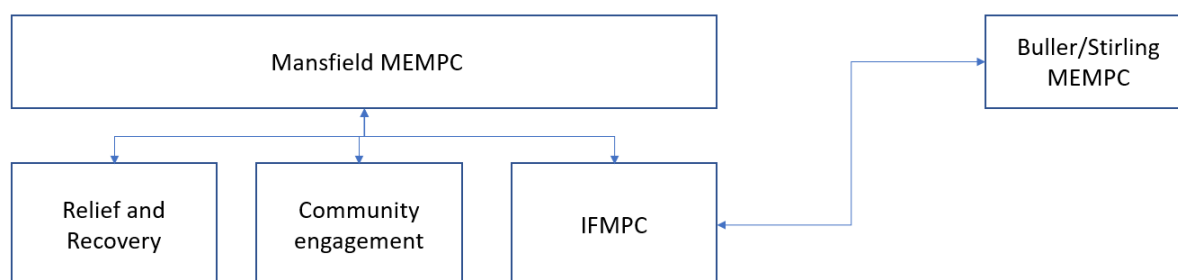 Mansfield MEMPC
Buller/Stirling
MEMPC
Relief and
Recovery
Community
engagement
IFMPC